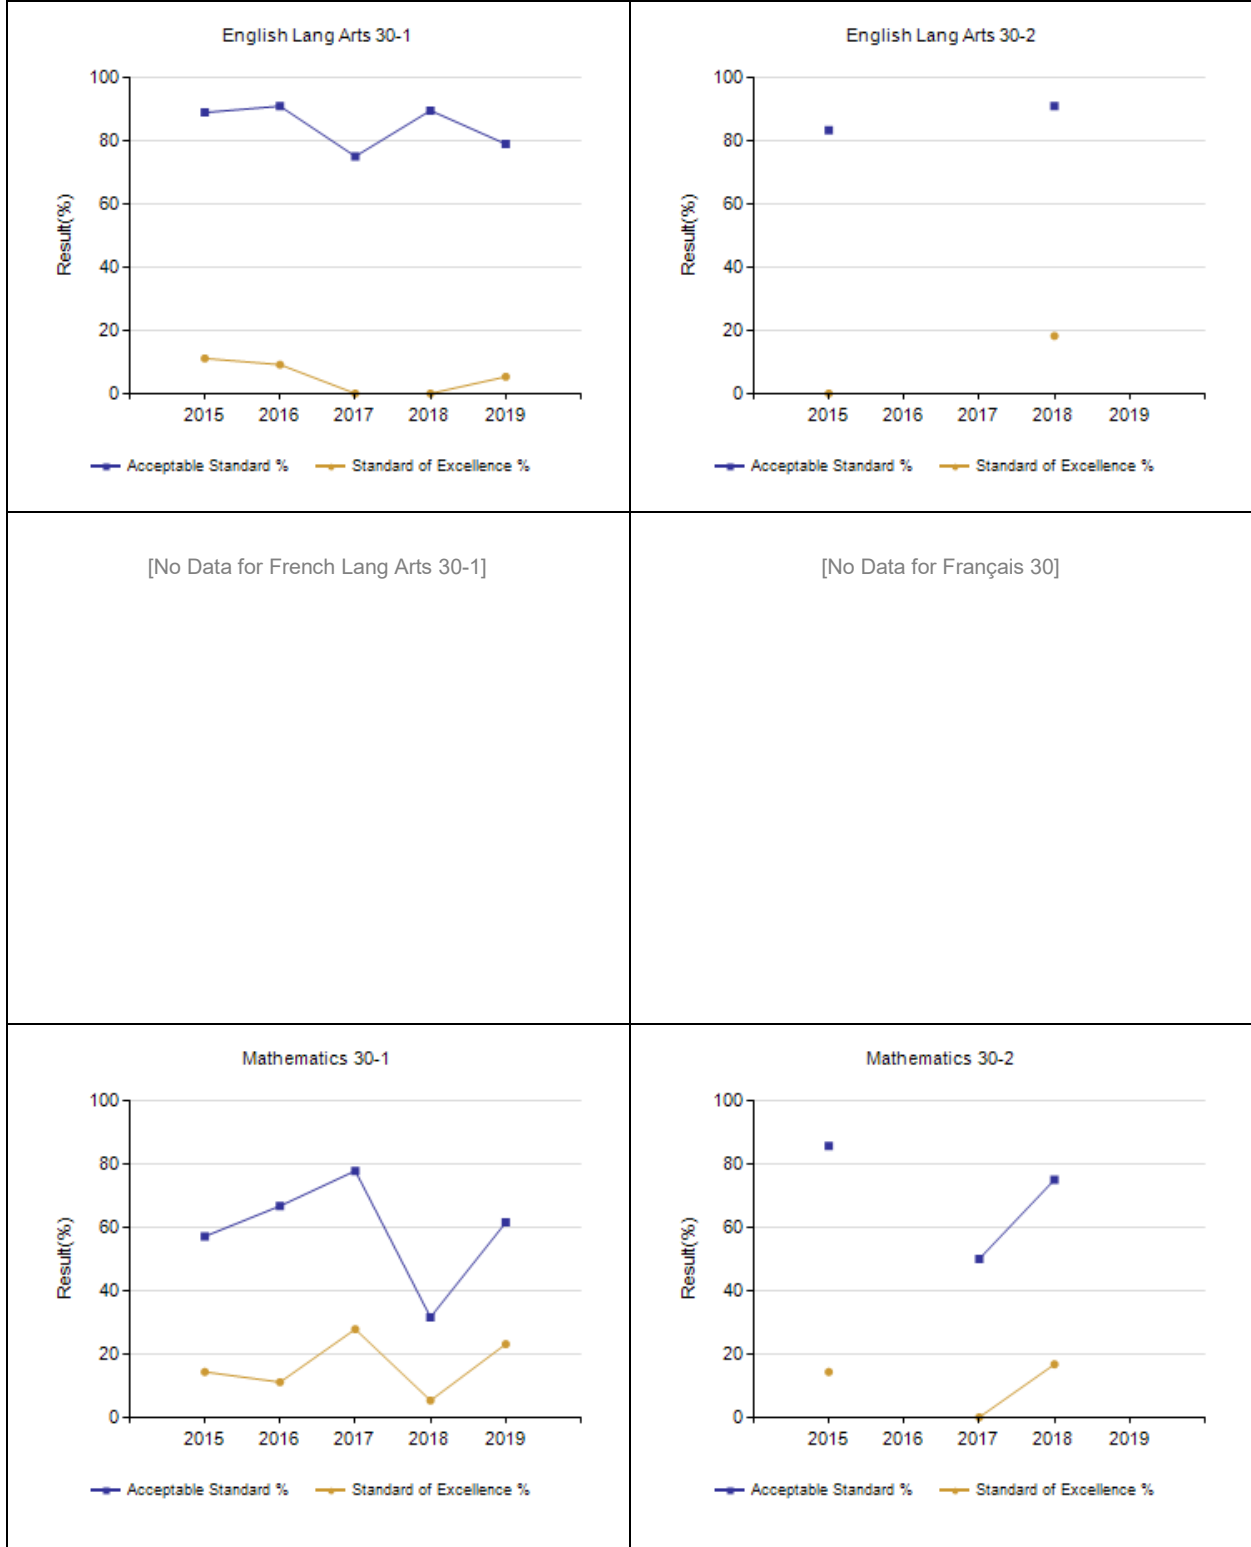 English Lang Arts 30-1
100
80
60
40
20
0
Result(%)
2015 2016 2017 2018 2019
Acceptable Standard % Standard of Excellence %
English Lang Arts 30-2
100
80
60
40
20
0
Result(%)
2015 2016 2017 2018 2019
Acceptable Standard % Standard of Excellence %
[No Data for French Lang Arts 30-1]
[No Data for Français 30]
Mathematics 30-1
100
80
60
40
20
0
Result(%)
2015 2016 2017 2018 2019
Acceptable Standard % Standard of Excellence %
Mathematics 30-2
100
80
60
40
20
0
Result(%)
2015 2016 2017 2018 2019
Acceptable Standard % Standard of Excellence %